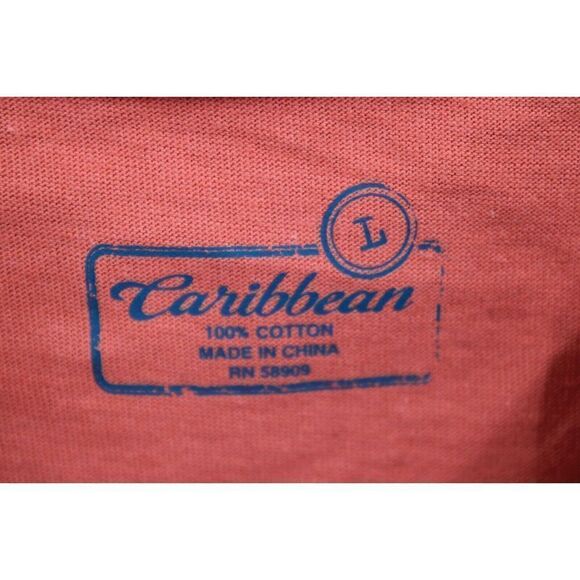 L
Caribbean
100% COTTON
MADE IN CHINA
RN 58909